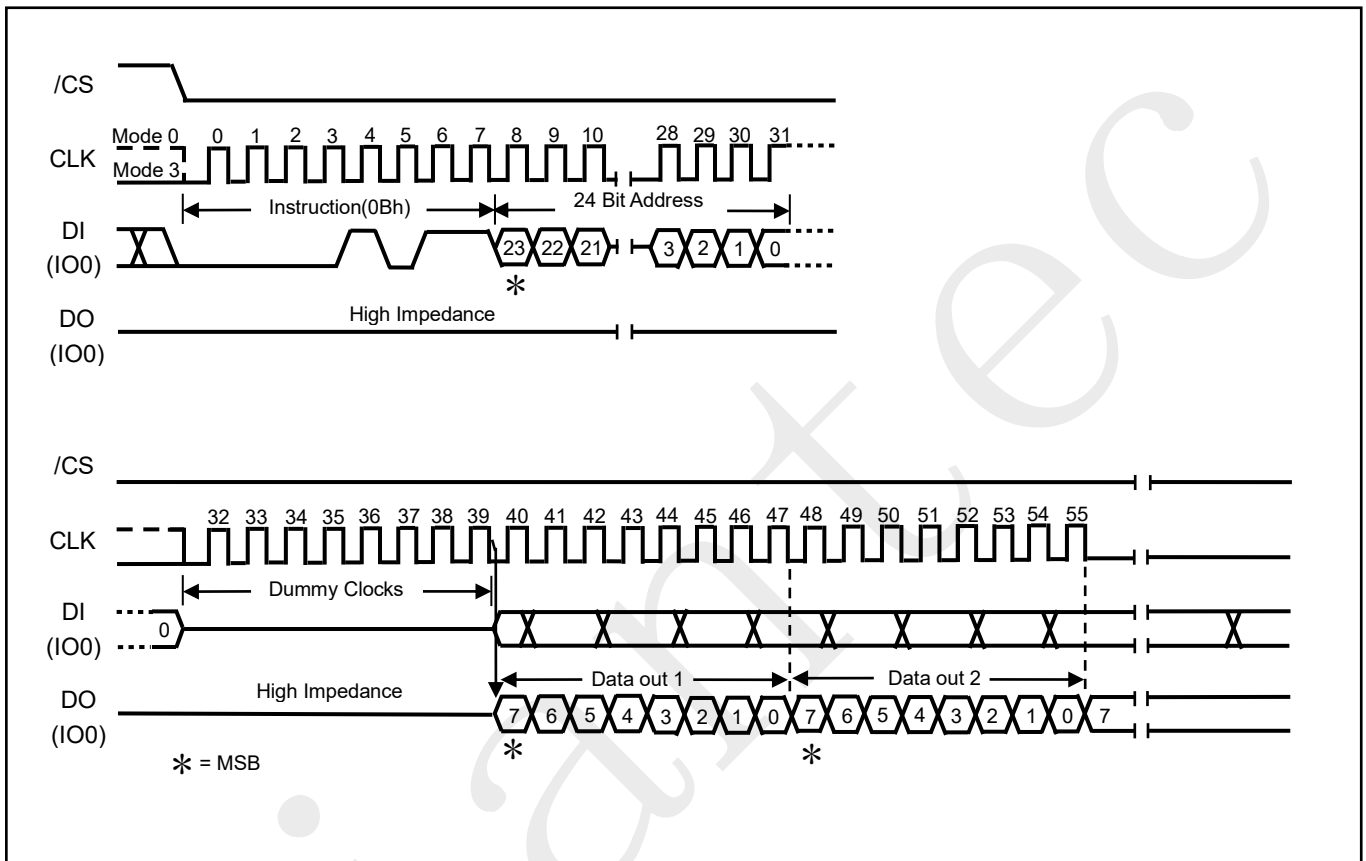 /CS
Mode 0 0 1 2 3 4 5 6 7 8 9 10 28 29 30 31
CLK
Mode 3
Instruction(0Bh) 24 Bit Address
DI
(IO0) 23 22 21 3 2 1 0
*
DO High Impedance
(IO0)
/CS
32 33 34 35 36 37 38 39 40 41 42 43 44 45 46 47 48 49 50 51 52 53 54 55
CLK
Dummy Clocks
DI
(IO0) 0
Data out 1 Data out 2
DO High Impedance
(IO0) 7 6 5 4 3 2 1 0 7 6 5 4 3 2 1 0 7
* *
* = MSB